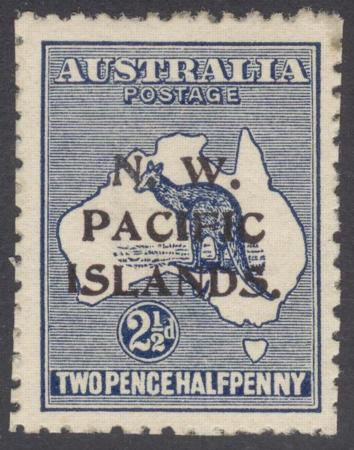 AUSTRALIA
POSTAGE
N. W.
PACIFIC
ISLANDS.
2½d
TWO PENCE HALFPENNY